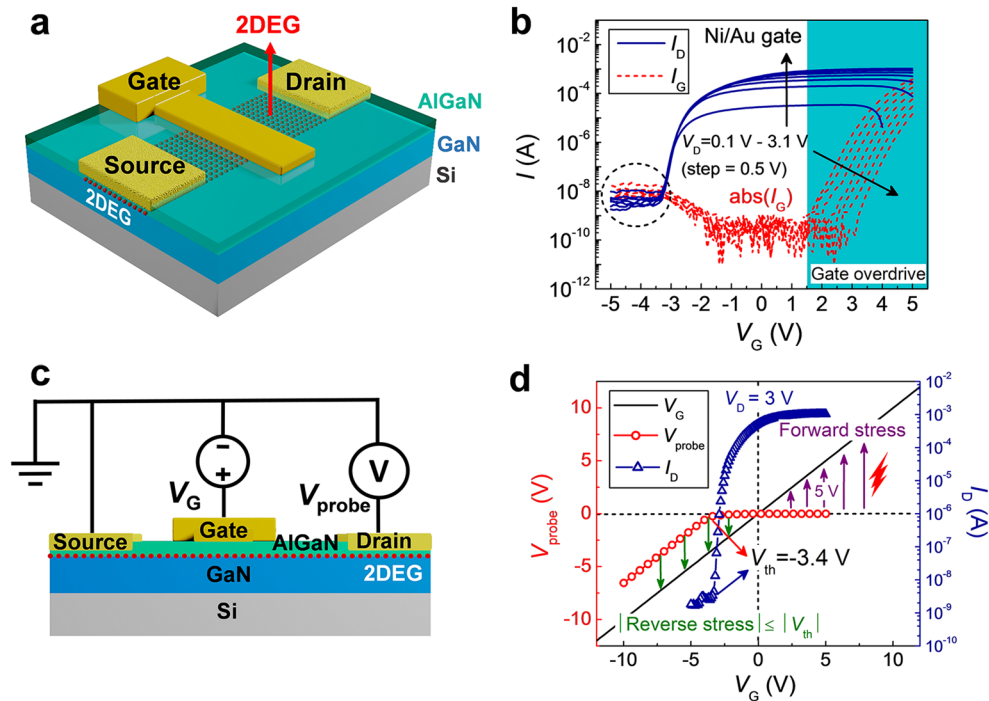 a
2DEG
Gate
Drain
AlGaN
GaN
Source
Si
2DEG
b
I (A)
10⁻²
10⁻⁴
10⁻⁶
10⁻⁸
10⁻¹⁰
10⁻¹²
I_D
I_G
Ni/Au gate
V_D=0.1 V - 3.1 V
(step = 0.5 V)
abs(I_G)
Gate overdrive
-5 -4 -3 -2 -1 0 1 2 3 4 5
V_G (V)
c
V_G
-
+
V
V_probe
Source
Gate
AlGaN
Drain
GaN
2DEG
Si
d
V_probe (V)
10
5
0
-5
-10
V_G
V_probe
I_D
V_D = 3 V
Forward stress
5 V
V_th=-3.4 V
|Reverse stress| ≤ |V_th|
10⁻²
10⁻³
10⁻⁴
10⁻⁵
10⁻⁶
10⁻⁷
10⁻⁸
10⁻⁹
10⁻¹⁰
I_D (A)
-10 -5 0 5 10
V_G (V)